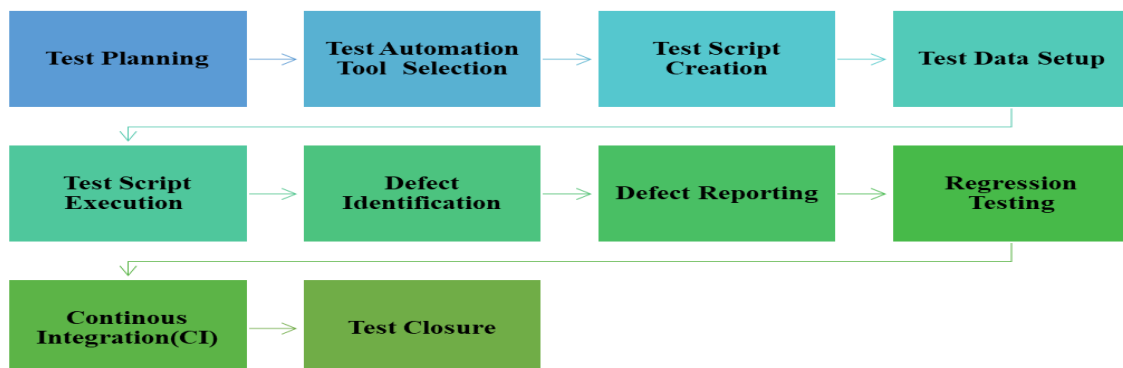 Test Planning
Test Automation
Tool Selection
Test Script
Creation
Test Data Setup
Test Script
Execution
Defect
Identification
Defect Reporting
Regression
Testing
Continous
Integration(CI)
Test Closure